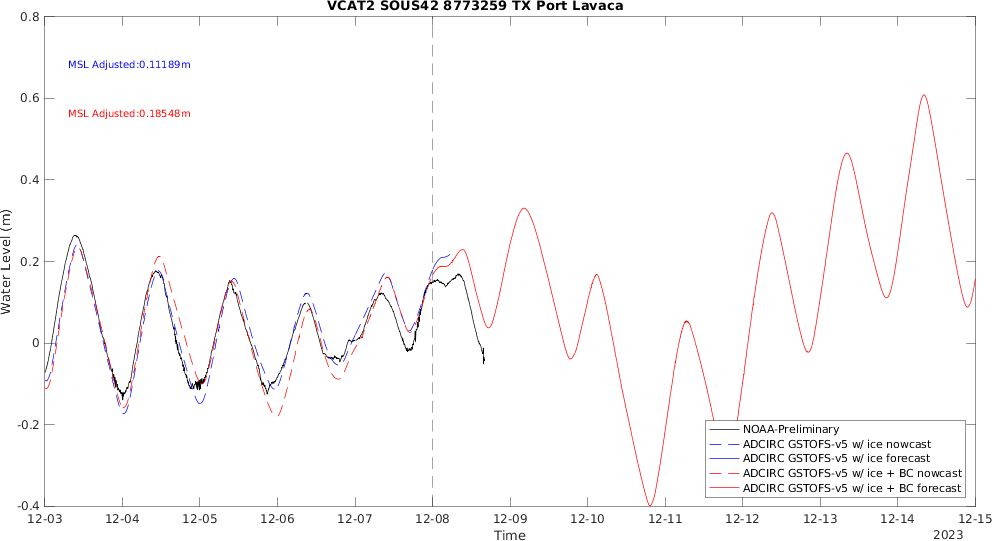 VCAT2 SOUS42 8773259 TX Port Lavaca
MSL Adjusted:0.11189m
MSL Adjusted:0.18548m
Water Level (m)
0.8
0.6
0.4
0.2
0
-0.2
-0.4
NOAA-Preliminary
ADCIRC GSTOFS-v5 w/ ice nowcast
ADCIRC GSTOFS-v5 w/ ice forecast
ADCIRC GSTOFS-v5 w/ ice + BC nowcast
ADCIRC GSTOFS-v5 w/ ice + BC forecast
12-03 12-04 12-05 12-06 12-07 12-08 12-09 12-10 12-11 12-12 12-13 12-14 12-15
Time
2023